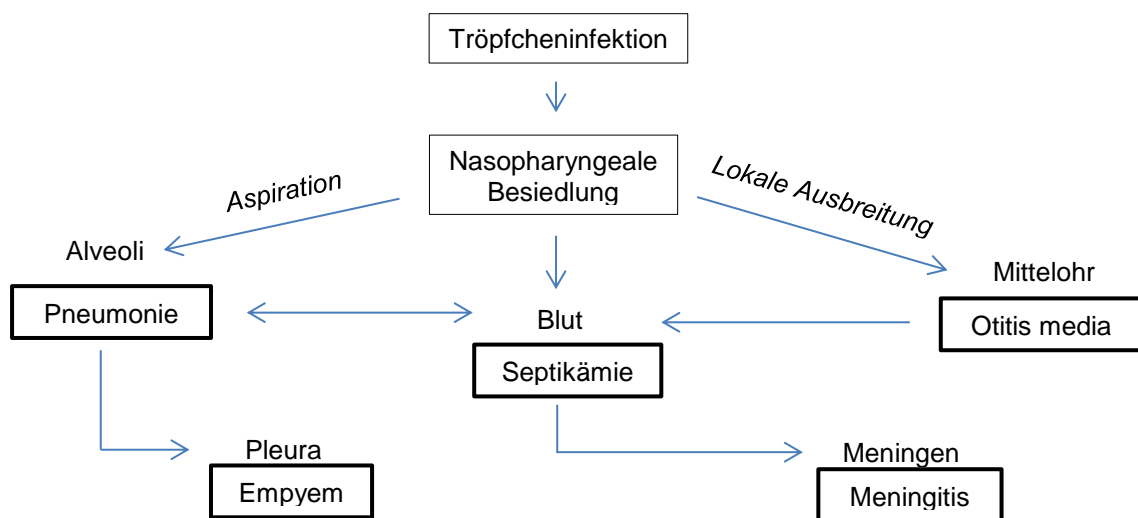 Tröpfcheninfektion
Nasopharyngeale
Besiedlung
Aspiration
Lokale Ausbreitung
Alveoli
Mittelohr
Pneumonie
Blut
Otitis media
Septikämie
Pleura
Meningen
Empyem
Meningitis